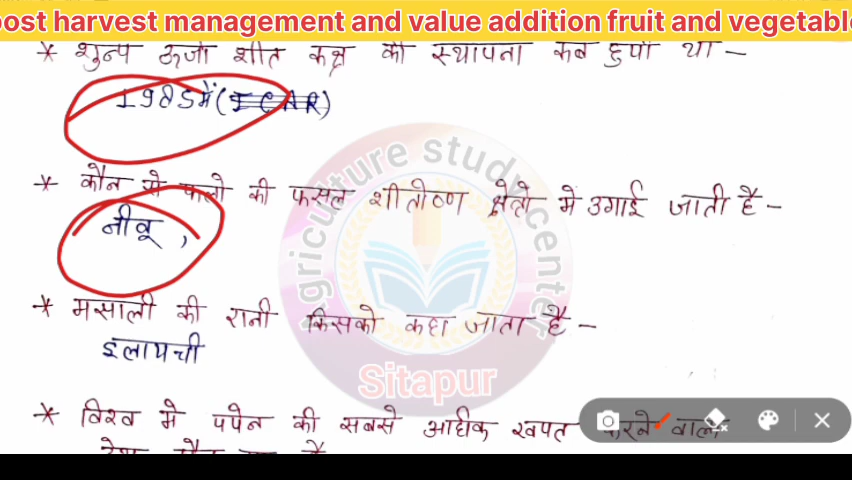 post harvest management and value addition fruit and vegetable
* शुन्य ऊर्जा शीत कक्ष की स्थापना कब हुपी थी -
1985 में (ICAR)
* कौन से फलो की फसल शीतोष्ण क्षेत्रो मे उगाई जाती है -
नीबू ,
* मसालो की रानी किसको कहा जाता है -
इलायची
* विश्व मे पपेन की सबसे अधिक खपत करने वाला
Agriculture study center
Sitapur